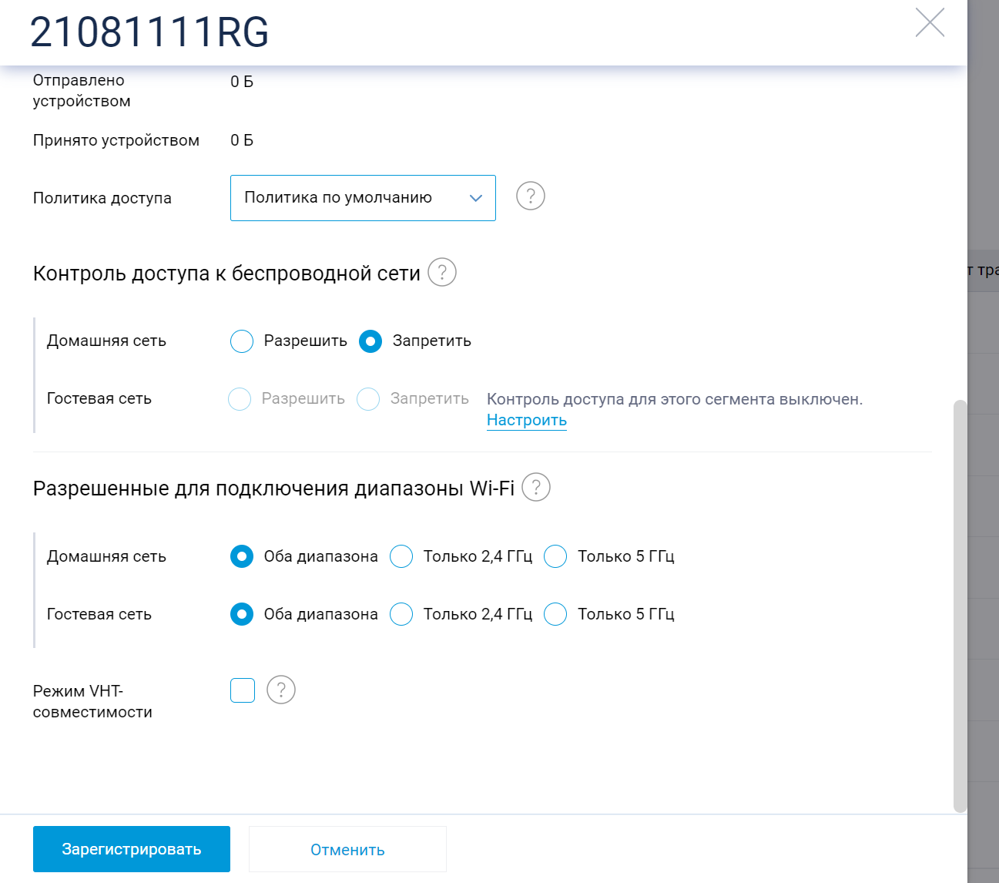 21081111RG
Отправлено
устройством
0 Б
Принято устройством
0 Б
Политика доступа
Политика по умолчанию
?
Контроль доступа к беспроводной сети ?
Домашняя сеть
Разрешить
Запретить
Гостевая сеть
Разрешить
Запретить
Контроль доступа для этого сегмента выключен.
Настроить
Разрешенные для подключения диапазоны Wi-Fi ?
Домашняя сеть
Оба диапазона
Только 2,4 ГГц
Только 5 ГГц
Гостевая сеть
Оба диапазона
Только 2,4 ГГц
Только 5 ГГц
Режим VHT-
совместимости
?
Зарегистрировать
Отменить